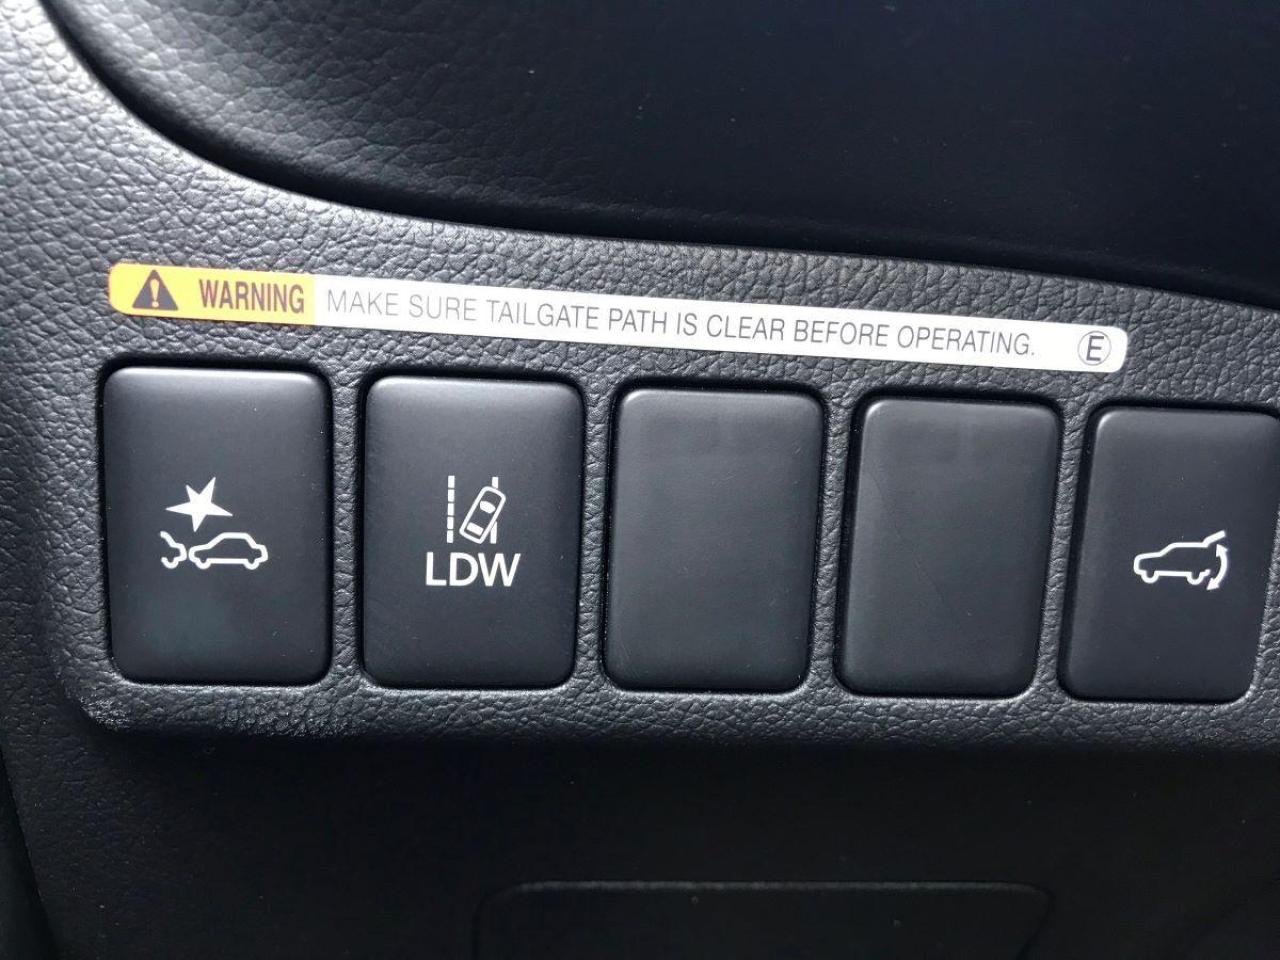 WARNING MAKE SURE TAILGATE PATH IS CLEAR BEFORE OPERATING. E
LDW